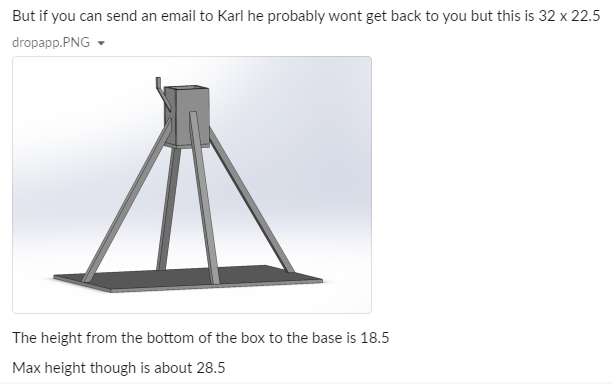 But if you can send an email to Karl he probably wont get back to you but this is 32 x 22.5
dropapp.PNG
The height from the bottom of the box to the base is 18.5
Max height though is about 28.5